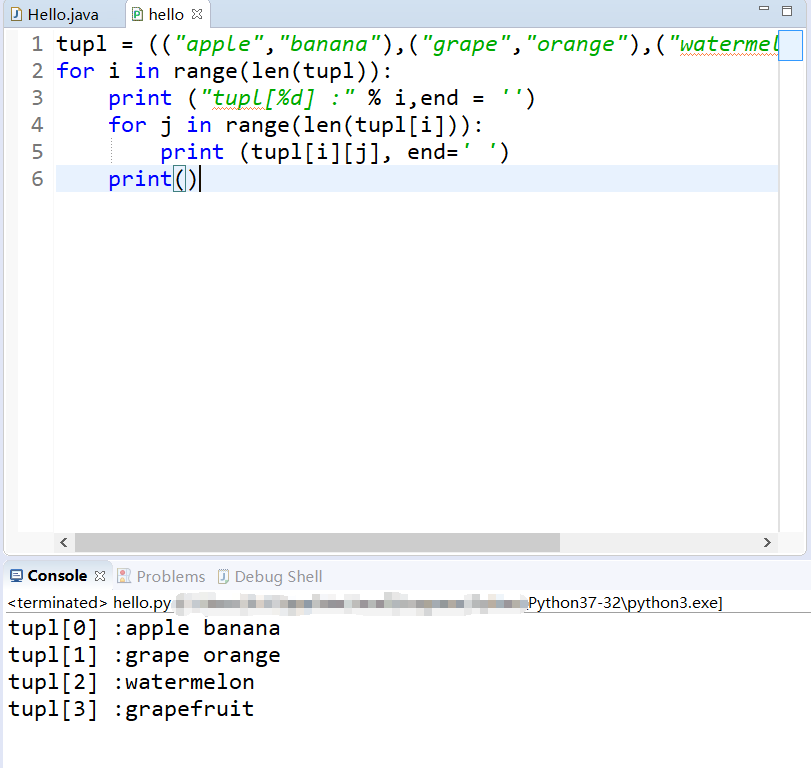 Hello.java hello
1 tupl = (("apple","banana"),("grape","orange"),("watermel
2 for i in range(len(tupl)):
3     print ("tupl[%d] :" % i,end = '')
4     for j in range(len(tupl[i])):
5         print (tupl[i][j], end=' ')
6     print()
Console Problems Debug Shell
<terminated> hello.py Python37-32\python3.exe]
tupl[0] :apple banana
tupl[1] :grape orange
tupl[2] :watermelon
tupl[3] :grapefruit